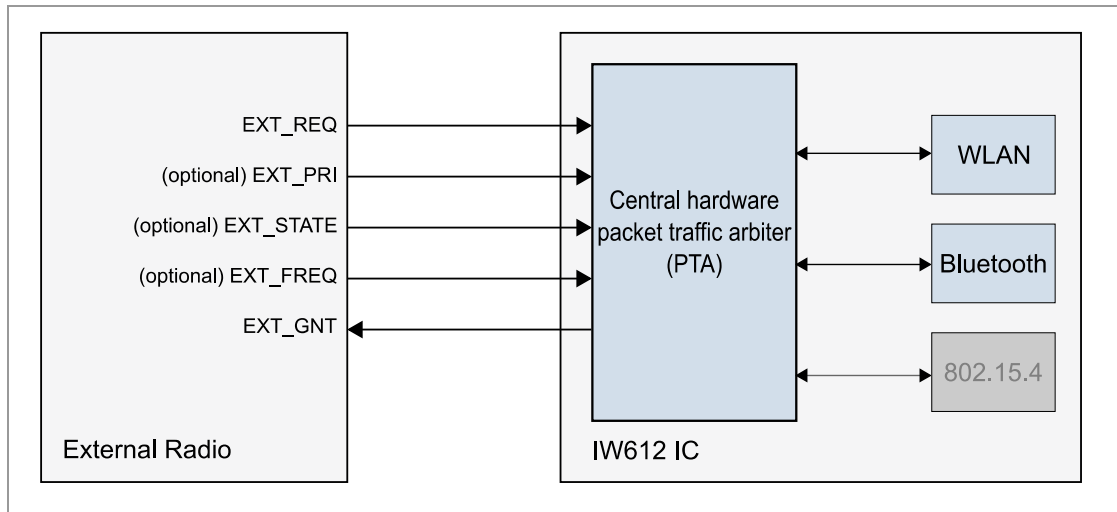 EXT_REQ
(optional) EXT_PRI
(optional) EXT_STATE
(optional) EXT_FREQ
EXT_GNT
External Radio
Central hardware
packet traffic arbiter
(PTA)
WLAN
Bluetooth
802.15.4
IW612 IC